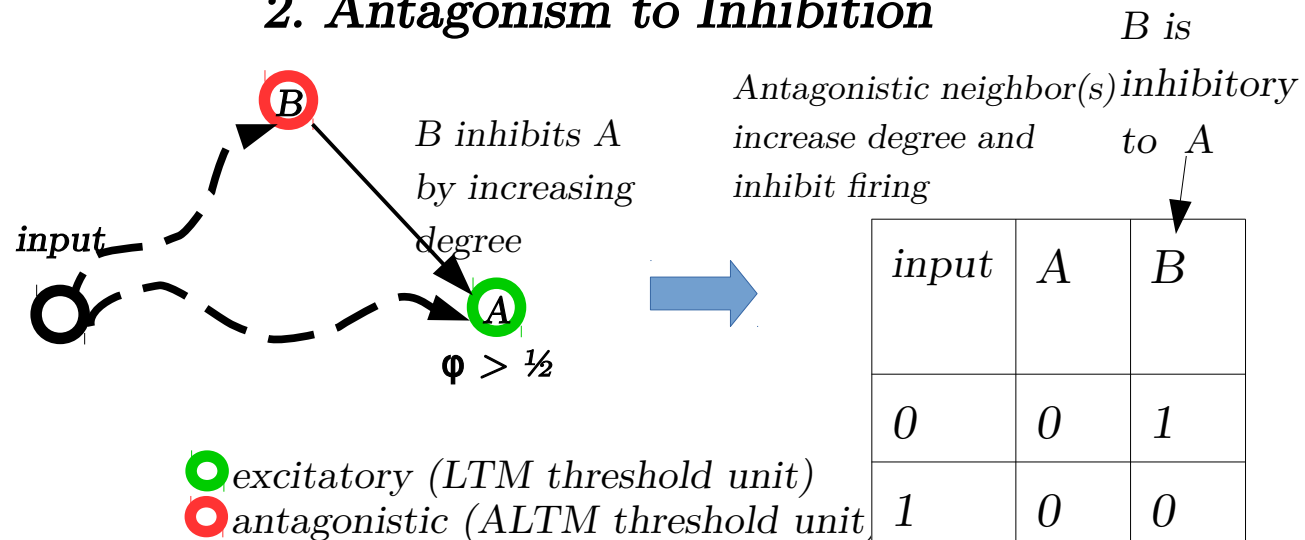 2. Antagonism to Inhibition
B is
inhibitory
to A
Antagonistic neighbor(s)
increase degree and
inhibit firing
B
B inhibits A
by increasing
degree
input
A
φ > ½
input A B
0 0 1
1 0 0
excitatory (LTM threshold unit)
antagonistic (ALTM threshold unit)